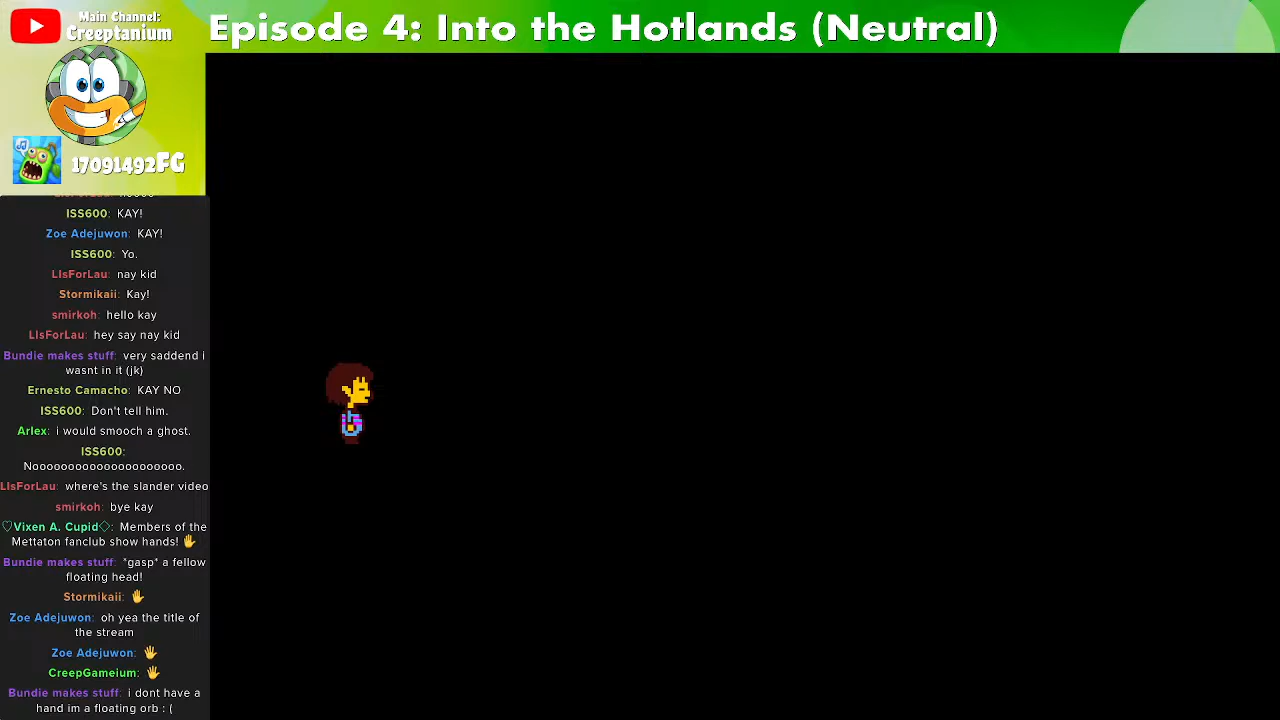 Main Channel:
Creeptanium
Episode 4: Into the Hotlands (Neutral)
17091492FG
ISS600: KAY!
Zoe Adejuwon: KAY!
ISS600: Yo.
LIsForLau: nay kid
Stormikaii: Kay!
smirkoh: hello kay
LIsForLau: hey say nay kid
Bundie makes stuff: very saddend i
wasnt in it (jk)
Ernesto Camacho: KAY NO
ISS600: Don't tell him.
Arlex: i would smooch a ghost.
ISS600:
Noooooooooooooooooooo.
LIsForLau: where's the slander video
smirkoh: bye kay
♡Vixen A. Cupid◇: Members of the
Mettaton fanclub show hands! ✋
Bundie makes stuff: *gasp* a fellow
floating head!
Stormikaii: ✋
Zoe Adejuwon: oh yea the title of
the stream
Zoe Adejuwon: 🖐
CreepGameium: 🖐
Bundie makes stuff: i dont have a
hand im a floating orb : (